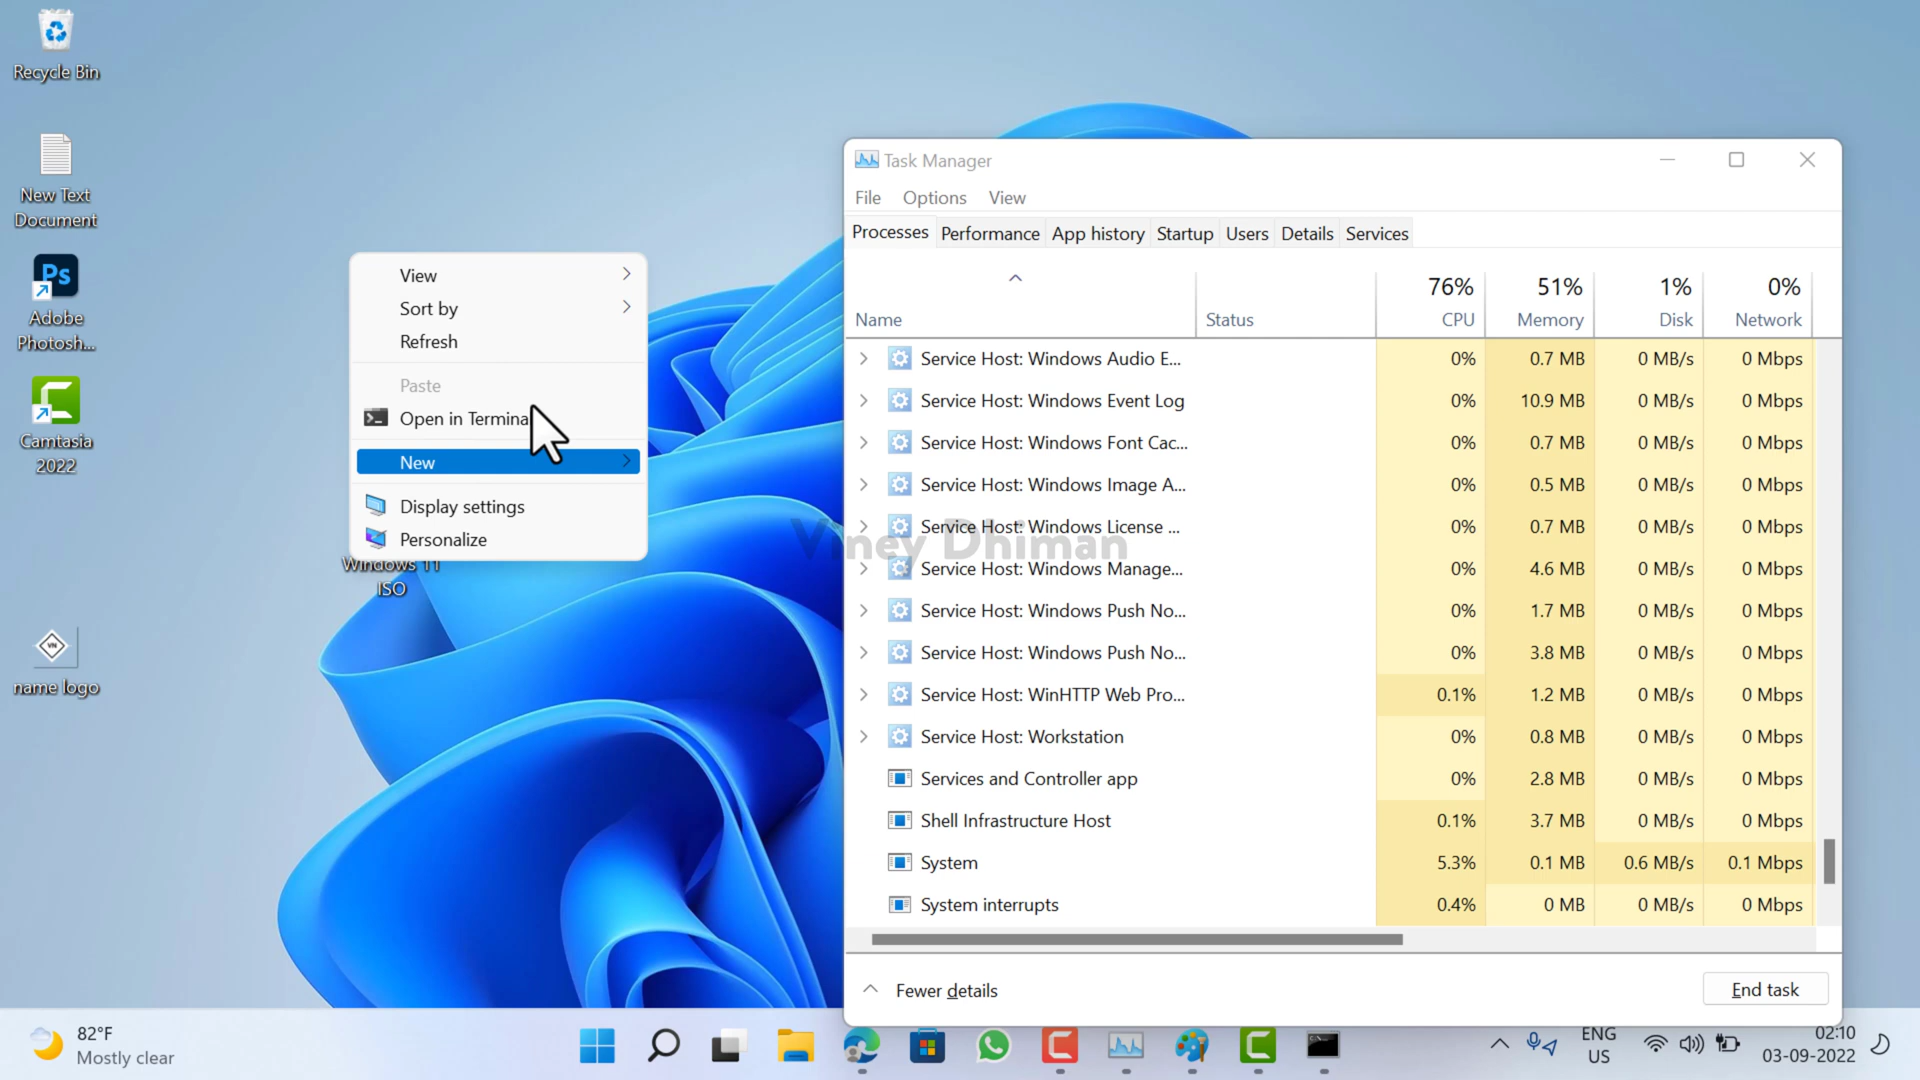 Recycle Bin
New Text
Document
Ps
Adobe
Photosh...
Camtasia
2022
VN
name logo
View
Sort by
Refresh
Paste
Open in Termina
New
Display settings
Personalize
Windows 11
ISO
Task Manager
File Options View
Processes Performance App history Startup Users Details Services
76% 51% 1% 0%
Name Status CPU Memory Disk Network
Service Host: Windows Audio E... 0% 0.7 MB 0 MB/s 0 Mbps
Service Host: Windows Event Log 0% 10.9 MB 0 MB/s 0 Mbps
Service Host: Windows Font Cac... 0% 0.7 MB 0 MB/s 0 Mbps
Service Host: Windows Image A... 0% 0.5 MB 0 MB/s 0 Mbps
Service Host: Windows License ... 0% 0.7 MB 0 MB/s 0 Mbps
Viney Dhiman
Service Host: Windows Manage... 0% 4.6 MB 0 MB/s 0 Mbps
Service Host: Windows Push No... 0% 1.7 MB 0 MB/s 0 Mbps
Service Host: Windows Push No... 0% 3.8 MB 0 MB/s 0 Mbps
Service Host: WinHTTP Web Pro... 0.1% 1.2 MB 0 MB/s 0 Mbps
Service Host: Workstation 0% 0.8 MB 0 MB/s 0 Mbps
Services and Controller app 0% 2.8 MB 0 MB/s 0 Mbps
Shell Infrastructure Host 0.1% 3.7 MB 0 MB/s 0 Mbps
System 5.3% 0.1 MB 0.6 MB/s 0.1 Mbps
System interrupts 0.4% 0 MB 0 MB/s 0 Mbps
Fewer details End task
82°F
Mostly clear
ENG
US
02:10
03-09-2022